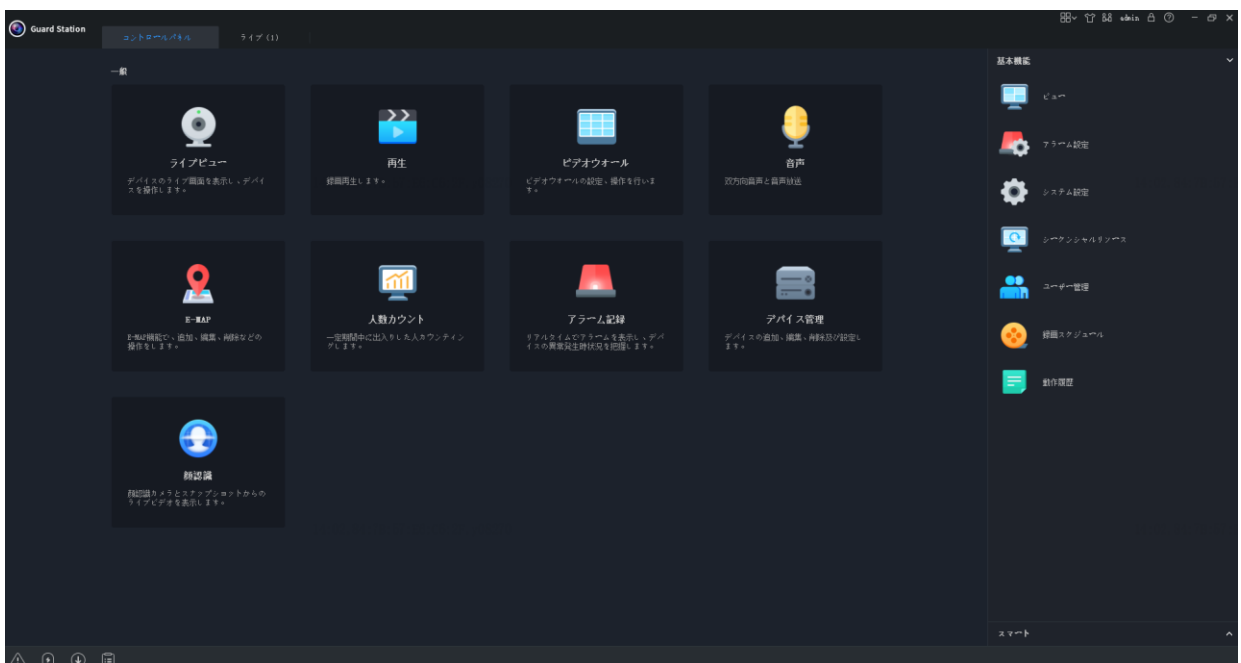 Guard Station
コントロールパネル
ライブ (1)
admin
一般
ライブビュー
デバイスのライブ画面を表示し、デバイ
スを操作します。
再生
録画再生します。
ビデオウォール
ビデオウォールの設定、操作を行いま
す。
音声
双方向音声と音声放送
E-MAP
E-MAP機能で、追加、編集、削除などの
操作をします。
人数カウント
一定期間中に出入りした人カウンティン
グします。
アラーム記録
リアルタイムでアラームを表示し、デバ
イスの異常発生時状況を把握します。
デバイス管理
デバイスの追加、編集、削除及び設定し
ます。
顔認識
顔認識カメラとスナップショットからの
ライブビデオを表示します。
基本機能
ビュー
アラーム設定
システム設定
シーケンシャルリソース
ユーザー管理
録画スケジュール
動作履歴
スマート